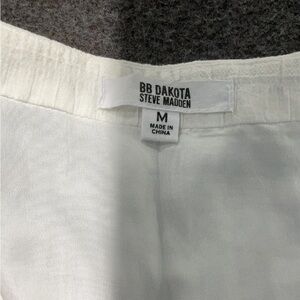 BB DAKOTA
STEVE MADDEN
M
MADE IN
CHINA